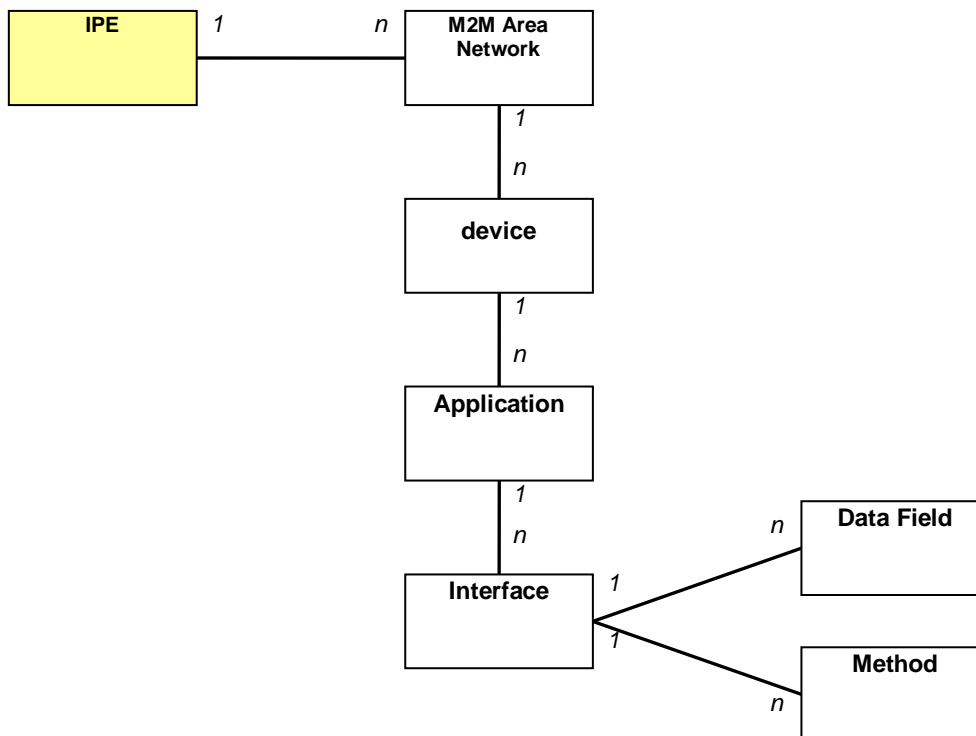 IPE
1
n
M2M Area
Network
1
n
device
1
n
Application
1
n
Interface
1
n
Data Field
1
n
Method